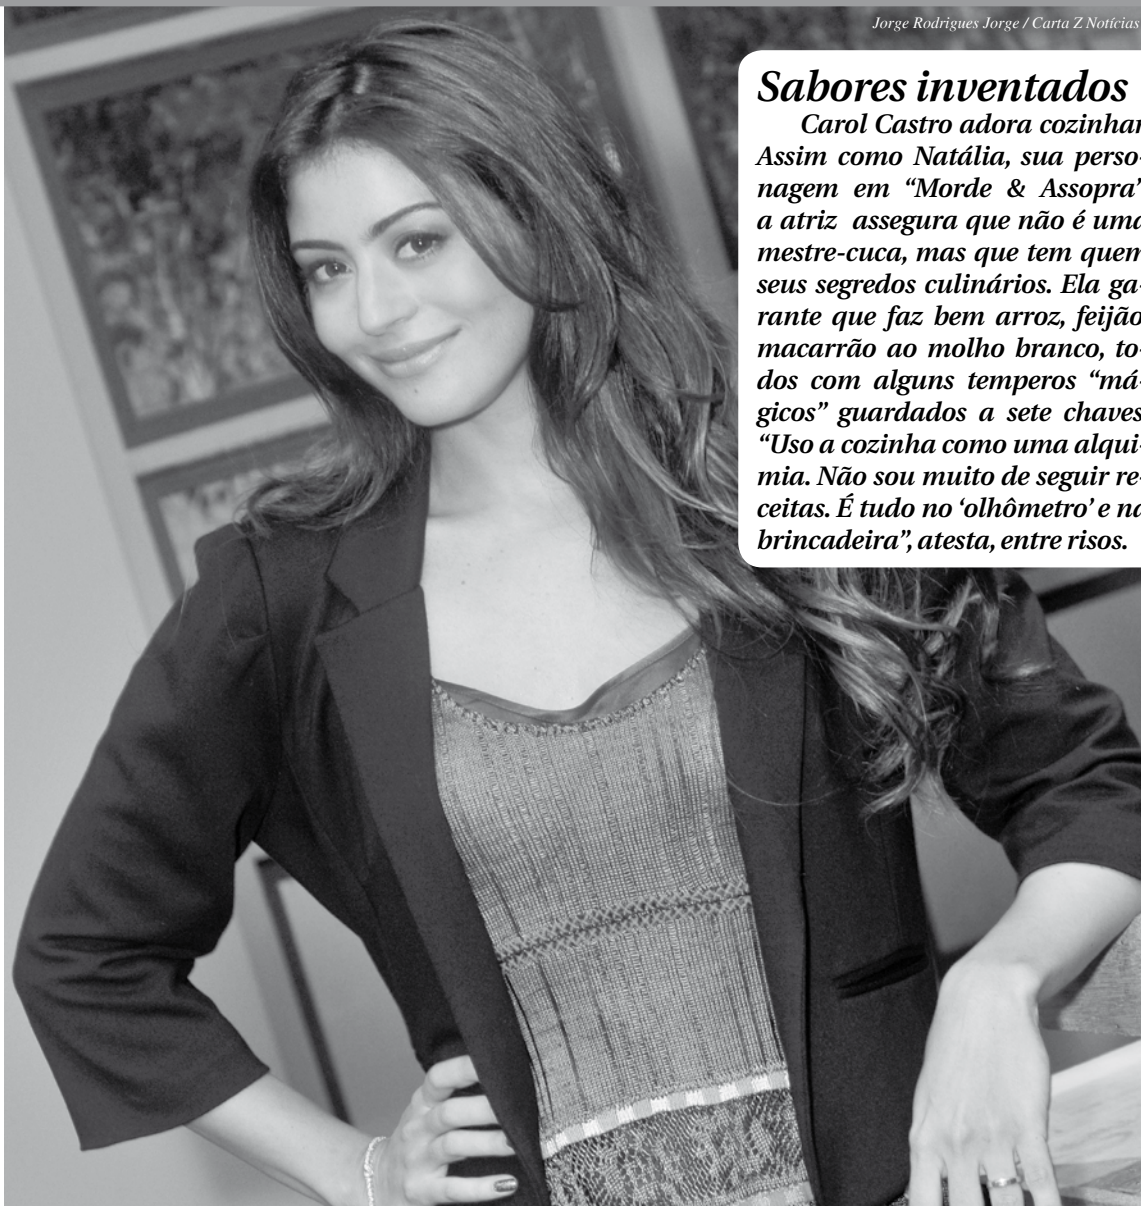 Jorge Rodrigues Jorge / Carta Z Notícias
Sabores inventados
Carol Castro adora cozinhar
Assim como Natália, sua perso-
nagem em “Morde & Assopra”
a atriz assegura que não é uma
mestre-cuca, mas que tem quem
seus segredos culinários. Ela ga-
rante que faz bem arroz, feijão
macarrão ao molho branco, to-
dos com alguns temperos “má-
gicos” guardados a sete chaves
“Uso a cozinha como uma alqui-
mia. Não sou muito de seguir re-
ceitas. É tudo no ‘olhômetro’ e na
brincadeira”, atesta, entre risos.